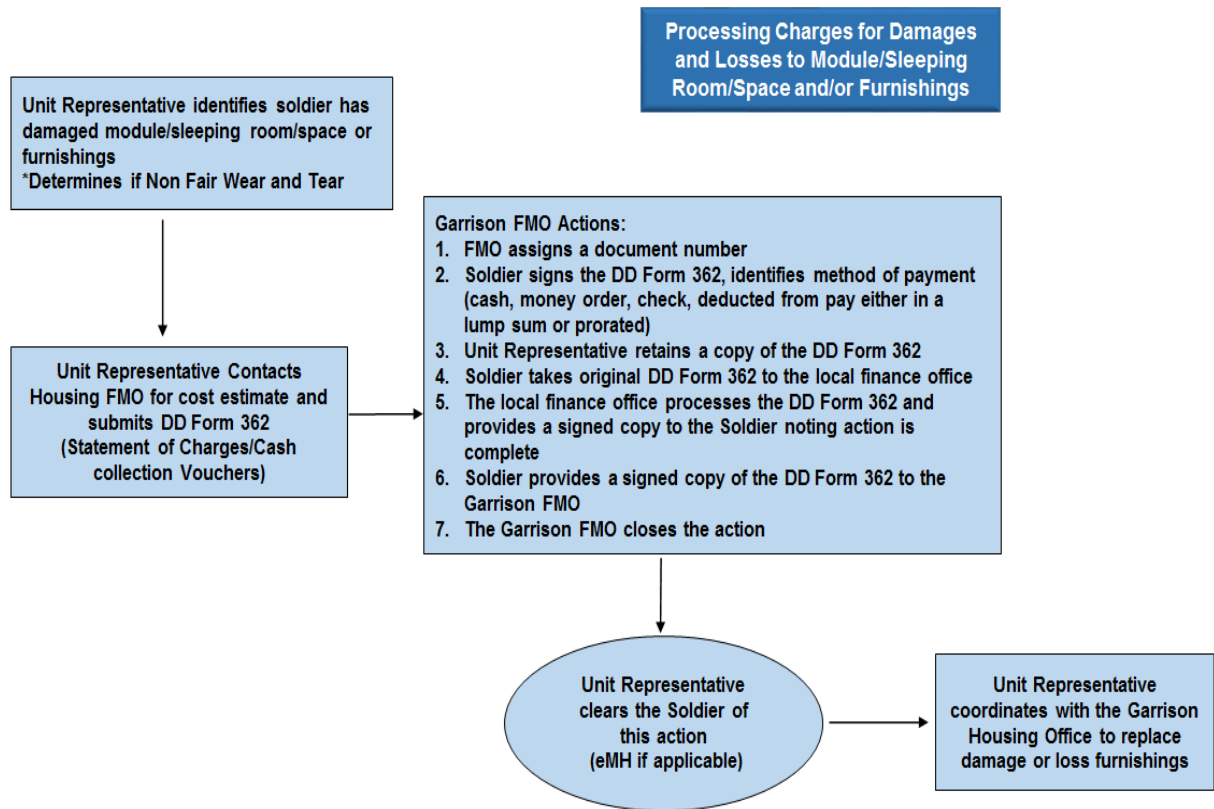 Processing Charges for Damages
and Losses to Module/Sleeping
Room/Space and/or Furnishings
Unit Representative identifies soldier has
damaged module/sleeping room/space or
furnishings
*Determines if Non Fair Wear and Tear
Unit Representative Contacts
Housing FMO for cost estimate and
submits DD Form 362
(Statement of Charges/Cash
collection Vouchers)
Garrison FMO Actions:
1. FMO assigns a document number
2. Soldier signs the DD Form 362, identifies method of payment
(cash, money order, check, deducted from pay either in a
lump sum or prorated)
3. Unit Representative retains a copy of the DD Form 362
4. Soldier takes original DD Form 362 to the local finance office
5. The local finance office processes the DD Form 362 and
provides a signed copy to the Soldier noting action is
complete
6. Soldier provides a signed copy of the DD Form 362 to the
Garrison FMO
7. The Garrison FMO closes the action
Unit Representative
clears the Soldier of
this action
(eMH if applicable)
Unit Representative
coordinates with the Garrison
Housing Office to replace
damage or loss furnishings